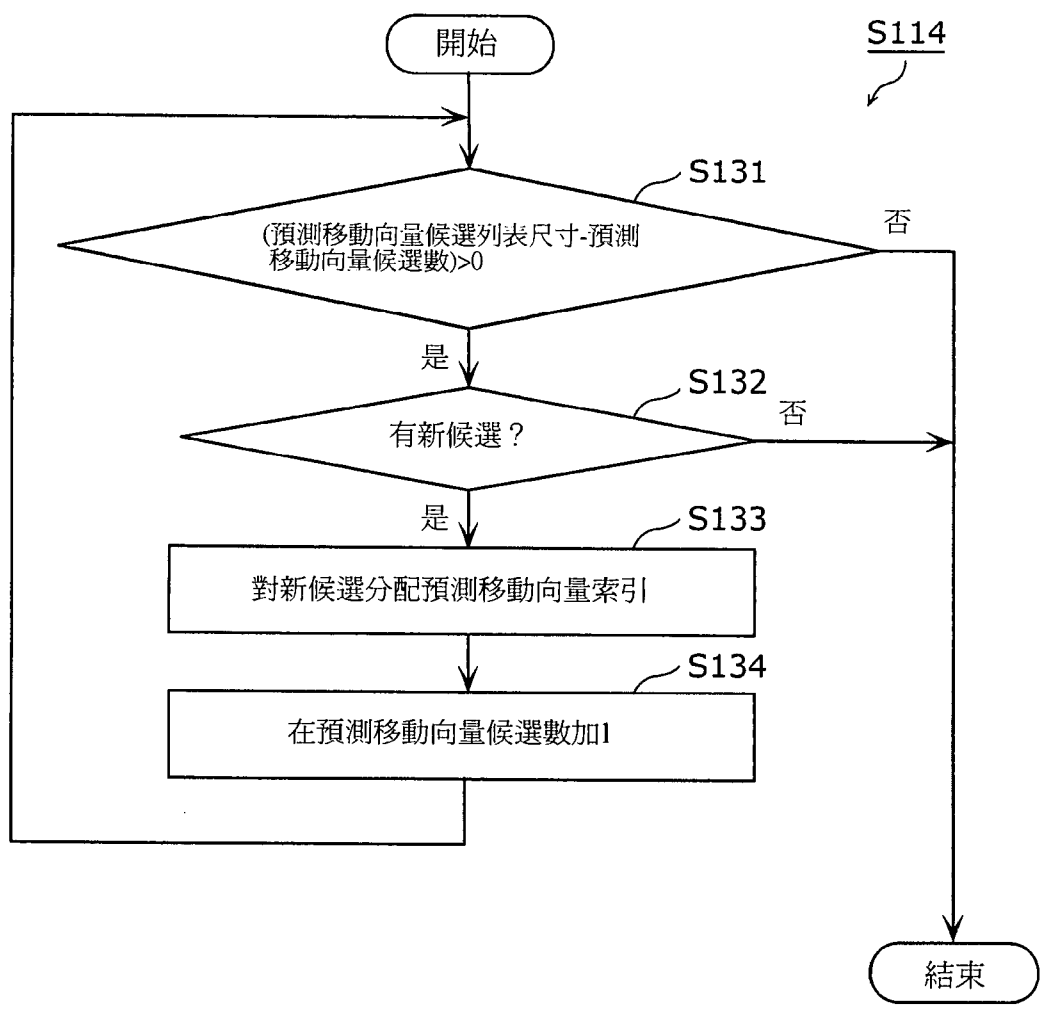 S114
開始
S131
(預測移動向量候選列表尺寸-預測
移動向量候選數)>0
否
是
S132
有新候選？
否
是
S133
對新候選分配預測移動向量索引
S134
在預測移動向量候選數加1
結束